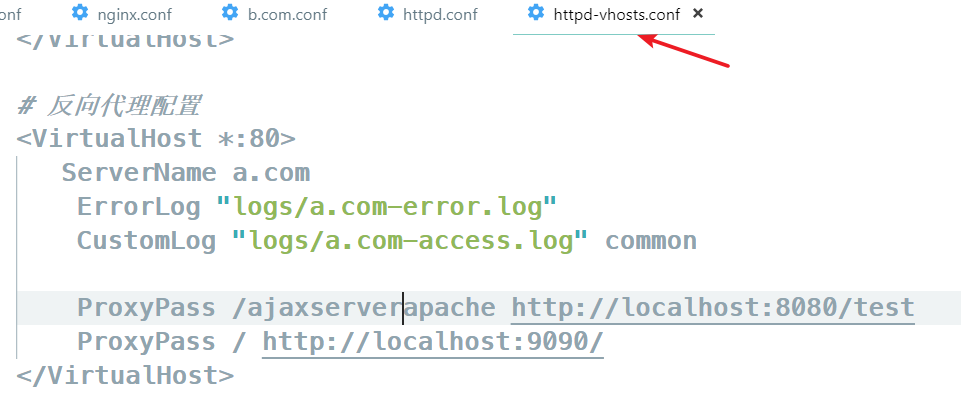 onf nginx.conf b.com.conf httpd.conf httpd-vhosts.conf ×
</VirtualHost>
# 反向代理配置
<VirtualHost *:80>
ServerName a.com
ErrorLog "logs/a.com-error.log"
CustomLog "logs/a.com-access.log" common
ProxyPass /ajaxserverapache http://localhost:8080/test
ProxyPass / http://localhost:9090/
</VirtualHost>